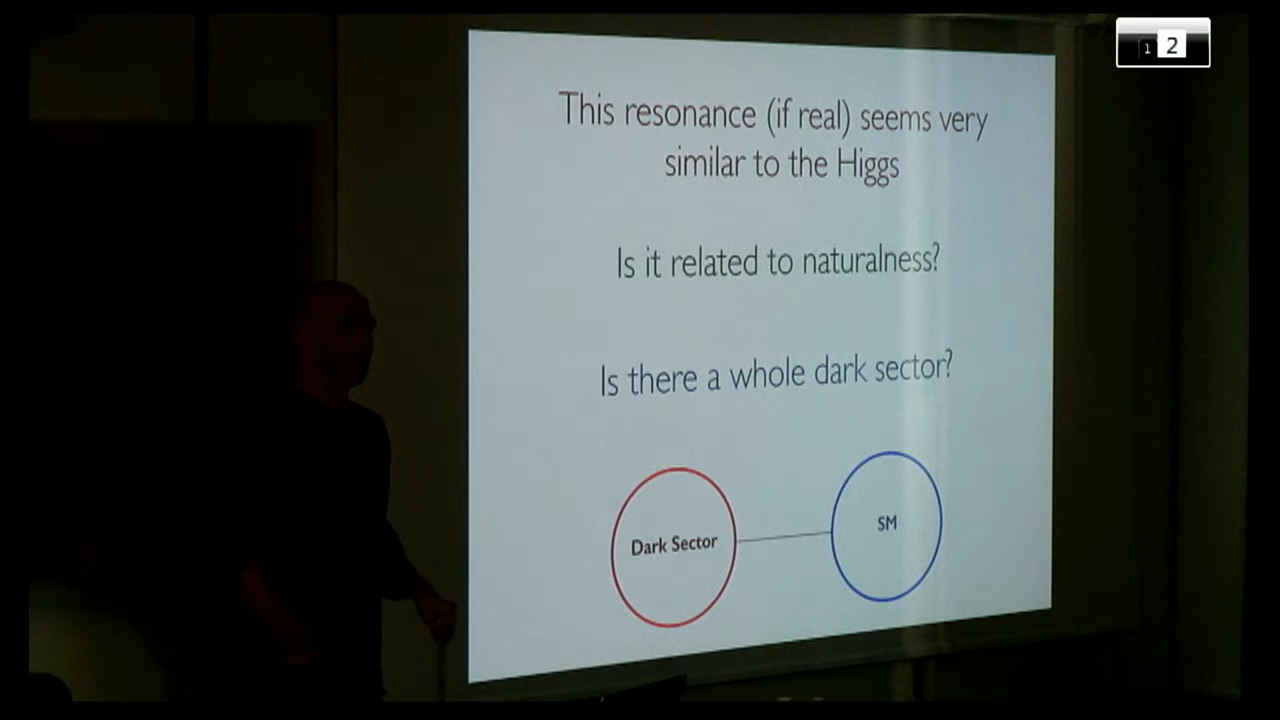 1 2
This resonance (if real) seems very
similar to the Higgs
Is it related to naturalness?
Is there a whole dark sector?
Dark Sector
SM